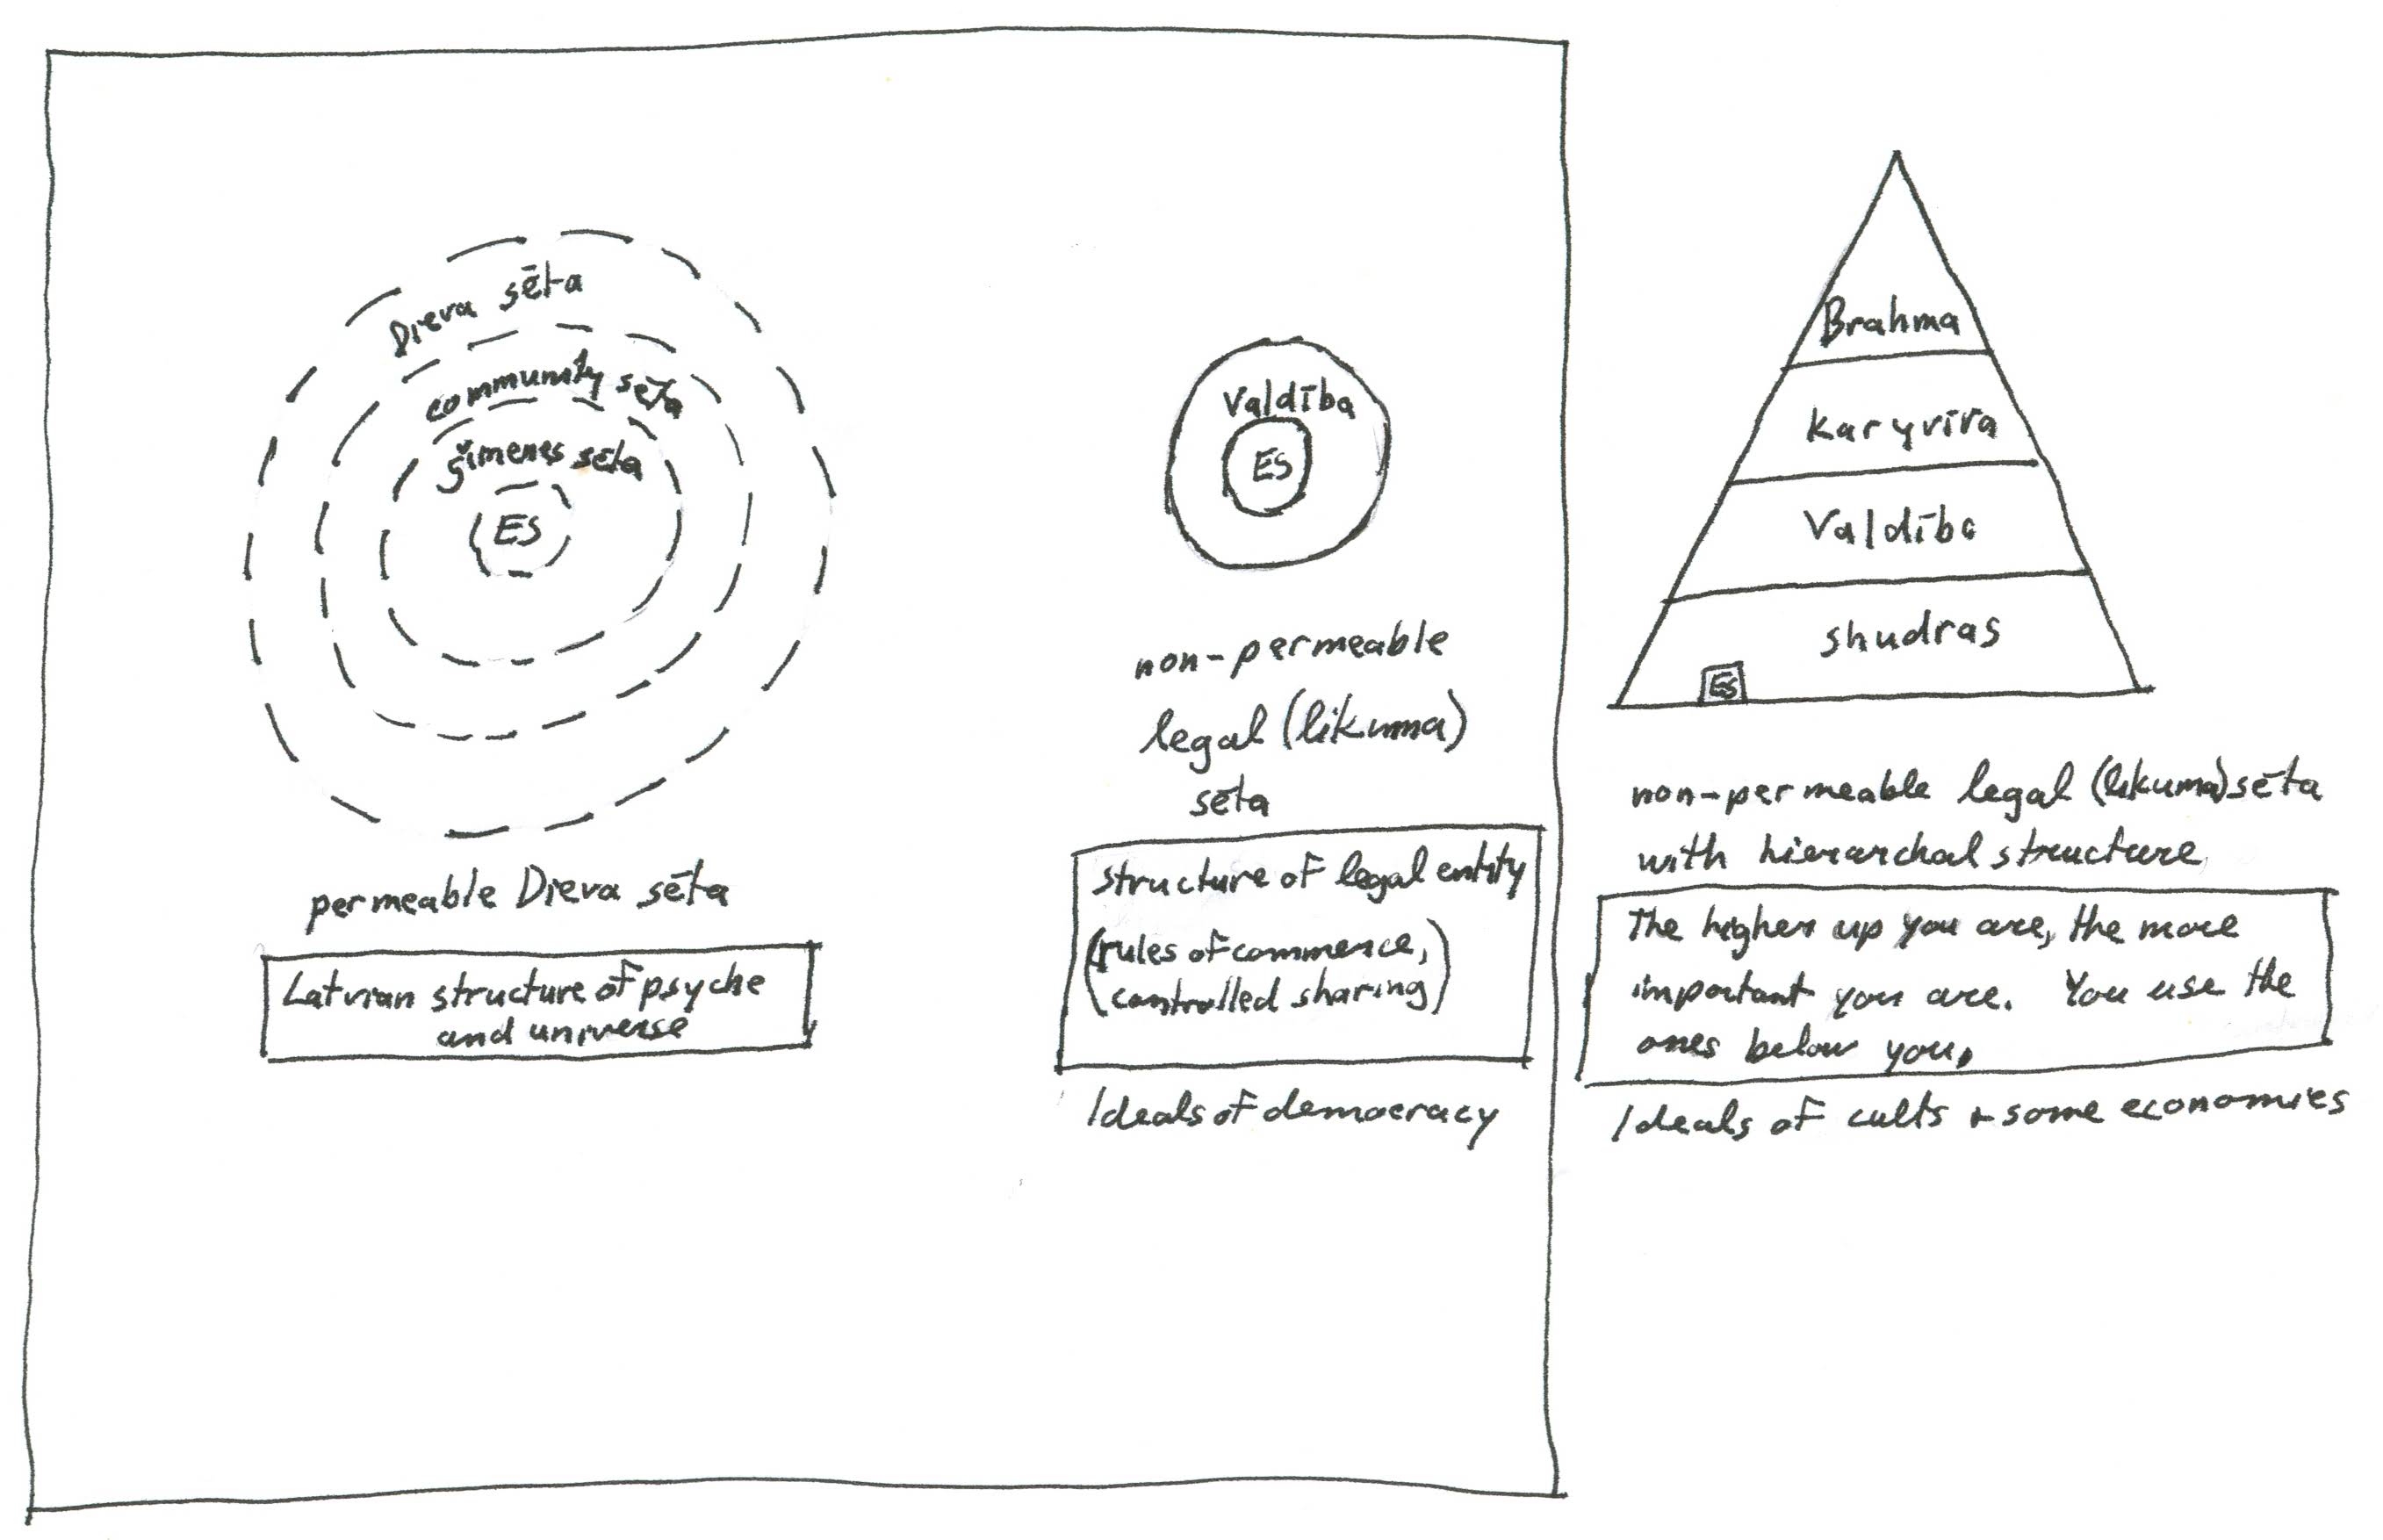 Dieva sēta
community sēta
ģimenes sēta
ES
permeable Dieva sēta
Latvian structure of psyche
and universe
Valdība
ES
non-permeable
legal (likuma)
sēta
structure of legal entity
(rules of commence,
controlled sharing)
Ideals of democracy
Brahma
Karyvīra
Valdība
shudras
ES
non-permeable legal (likuma) sēta
with hierarchal structure
The higher up you are, the more
important you are. You use the
ones below you,
Ideals of cults + some economies